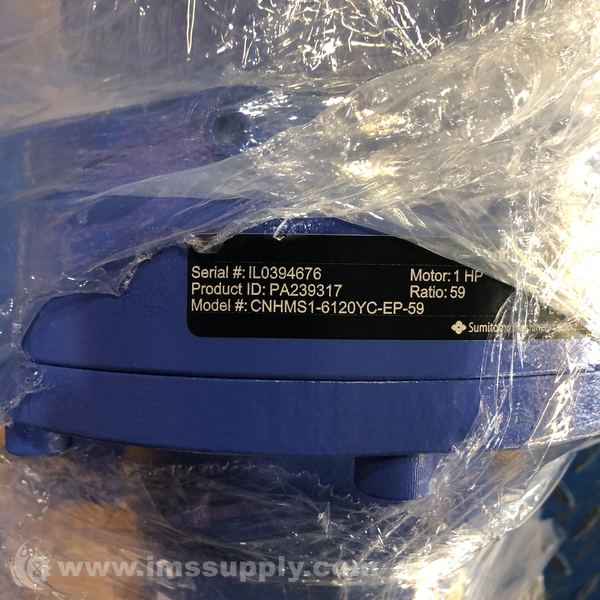 Serial #: IL0394676 Motor: 1 HP
Product ID: PA239317 Ratio: 59
Model #: CNHMS1-6120YC-EP-59
Sumitomo
www.imssupply.com